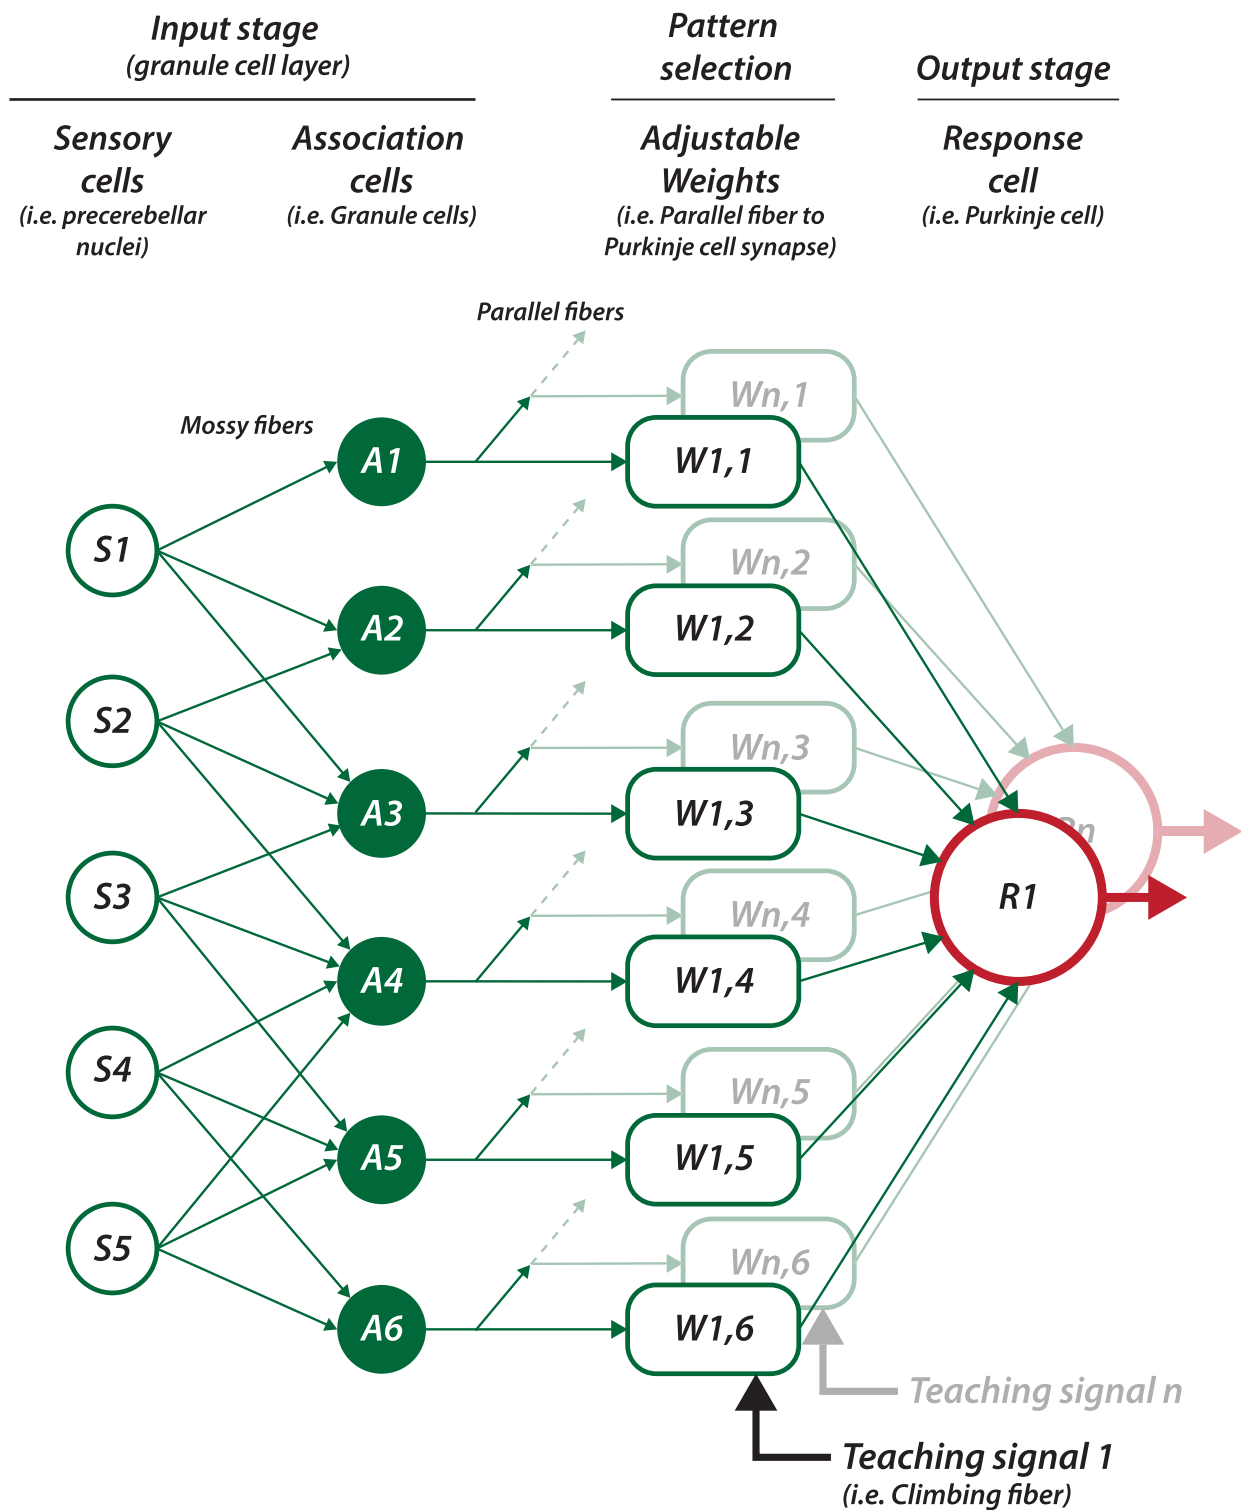 Input stage
(granule cell layer)
Pattern
selection
Output stage
Sensory
cells
(i.e. precerebellar
nuclei)
Association
cells
(i.e. Granule cells)
Adjustable
Weights
(i.e. Parallel fiber to
Purkinje cell synapse)
Response
cell
(i.e. Purkinje cell)
Parallel fibers
Mossy fibers
Wn,1
A1
W1,1
S1
Wn,2
A2
W1,2
S2
Wn,3
A3
W1,3
S3
R1
Wn,4
A4
W1,4
S4
Wn,5
A5
W1,5
S5
Wn,6
A6
W1,6
Teaching signal n
Teaching signal 1
(i.e. Climbing fiber)